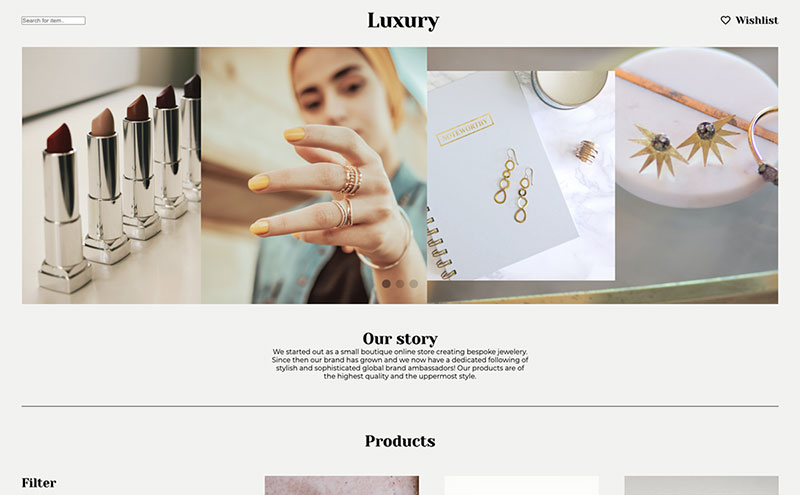 Search for item..
Luxury
Wishlist
NOTEWORTHY
Our story
We started out as a small boutique online store creating bespoke jewelery.
Since then our brand has grown and we now have a dedicated following of
stylish and sophisticated global brand ambassadors! Our products are of
the highest quality and the uppermost style.
Products
Filter